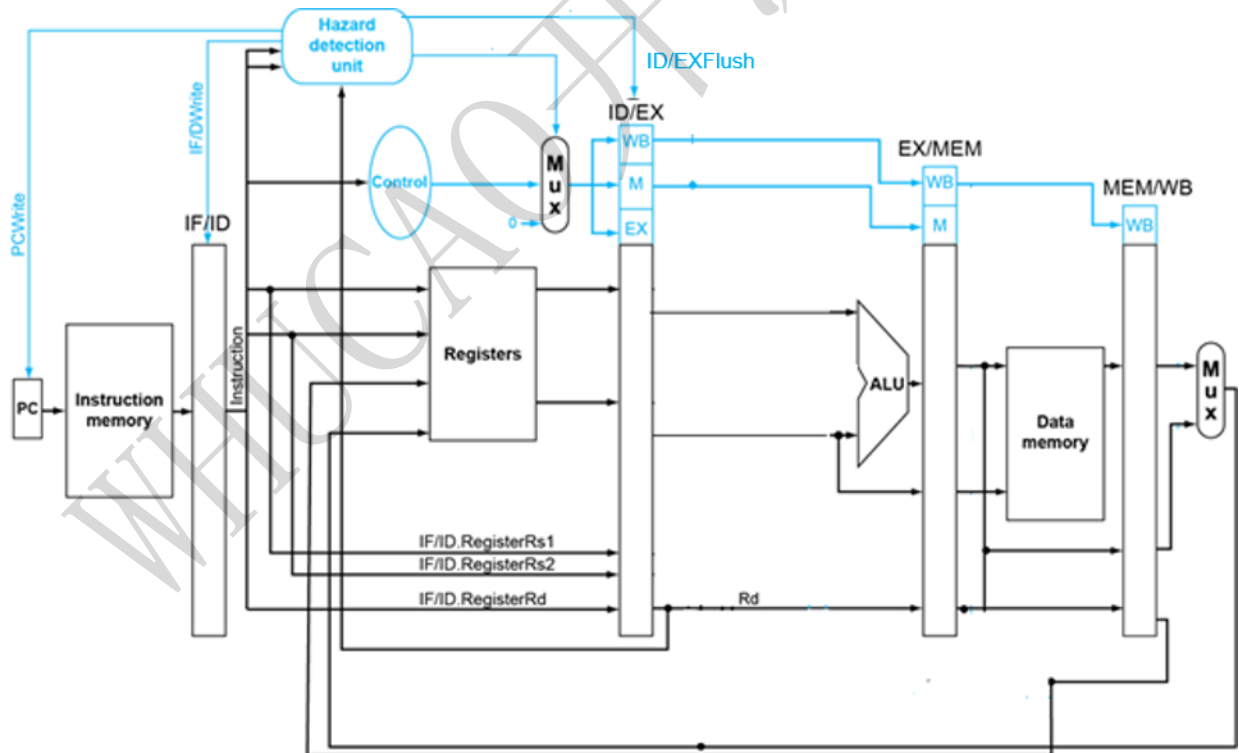 Hazard
detection
unit
ID/EXFlush
PCWrite
IF/DWrite
ID/EX
EX/MEM
MEM/WB
IF/ID
Control
0
Mux
WB
M
EX
WB
M
WB
PC
Instruction
memory
Instruction
Registers
ALU
Data
memory
Mux
IF/ID.RegisterRs1
IF/ID.RegisterRs2
IF/ID.RegisterRd
Rd